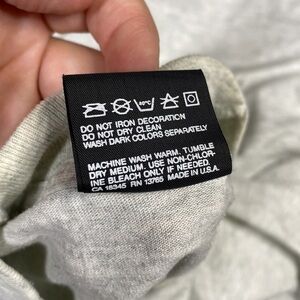 DO NOT IRON DECORATION
DO NOT DRY CLEAN
WASH DARK COLORS SEPARATELY
MACHINE WASH WARM, TUMBLE
DRY MEDIUM. USE NON-CHLOR-
INE BLEACH ONLY IF NEEDED.
CA 16345 RN 13765 MADE IN U.S.A.